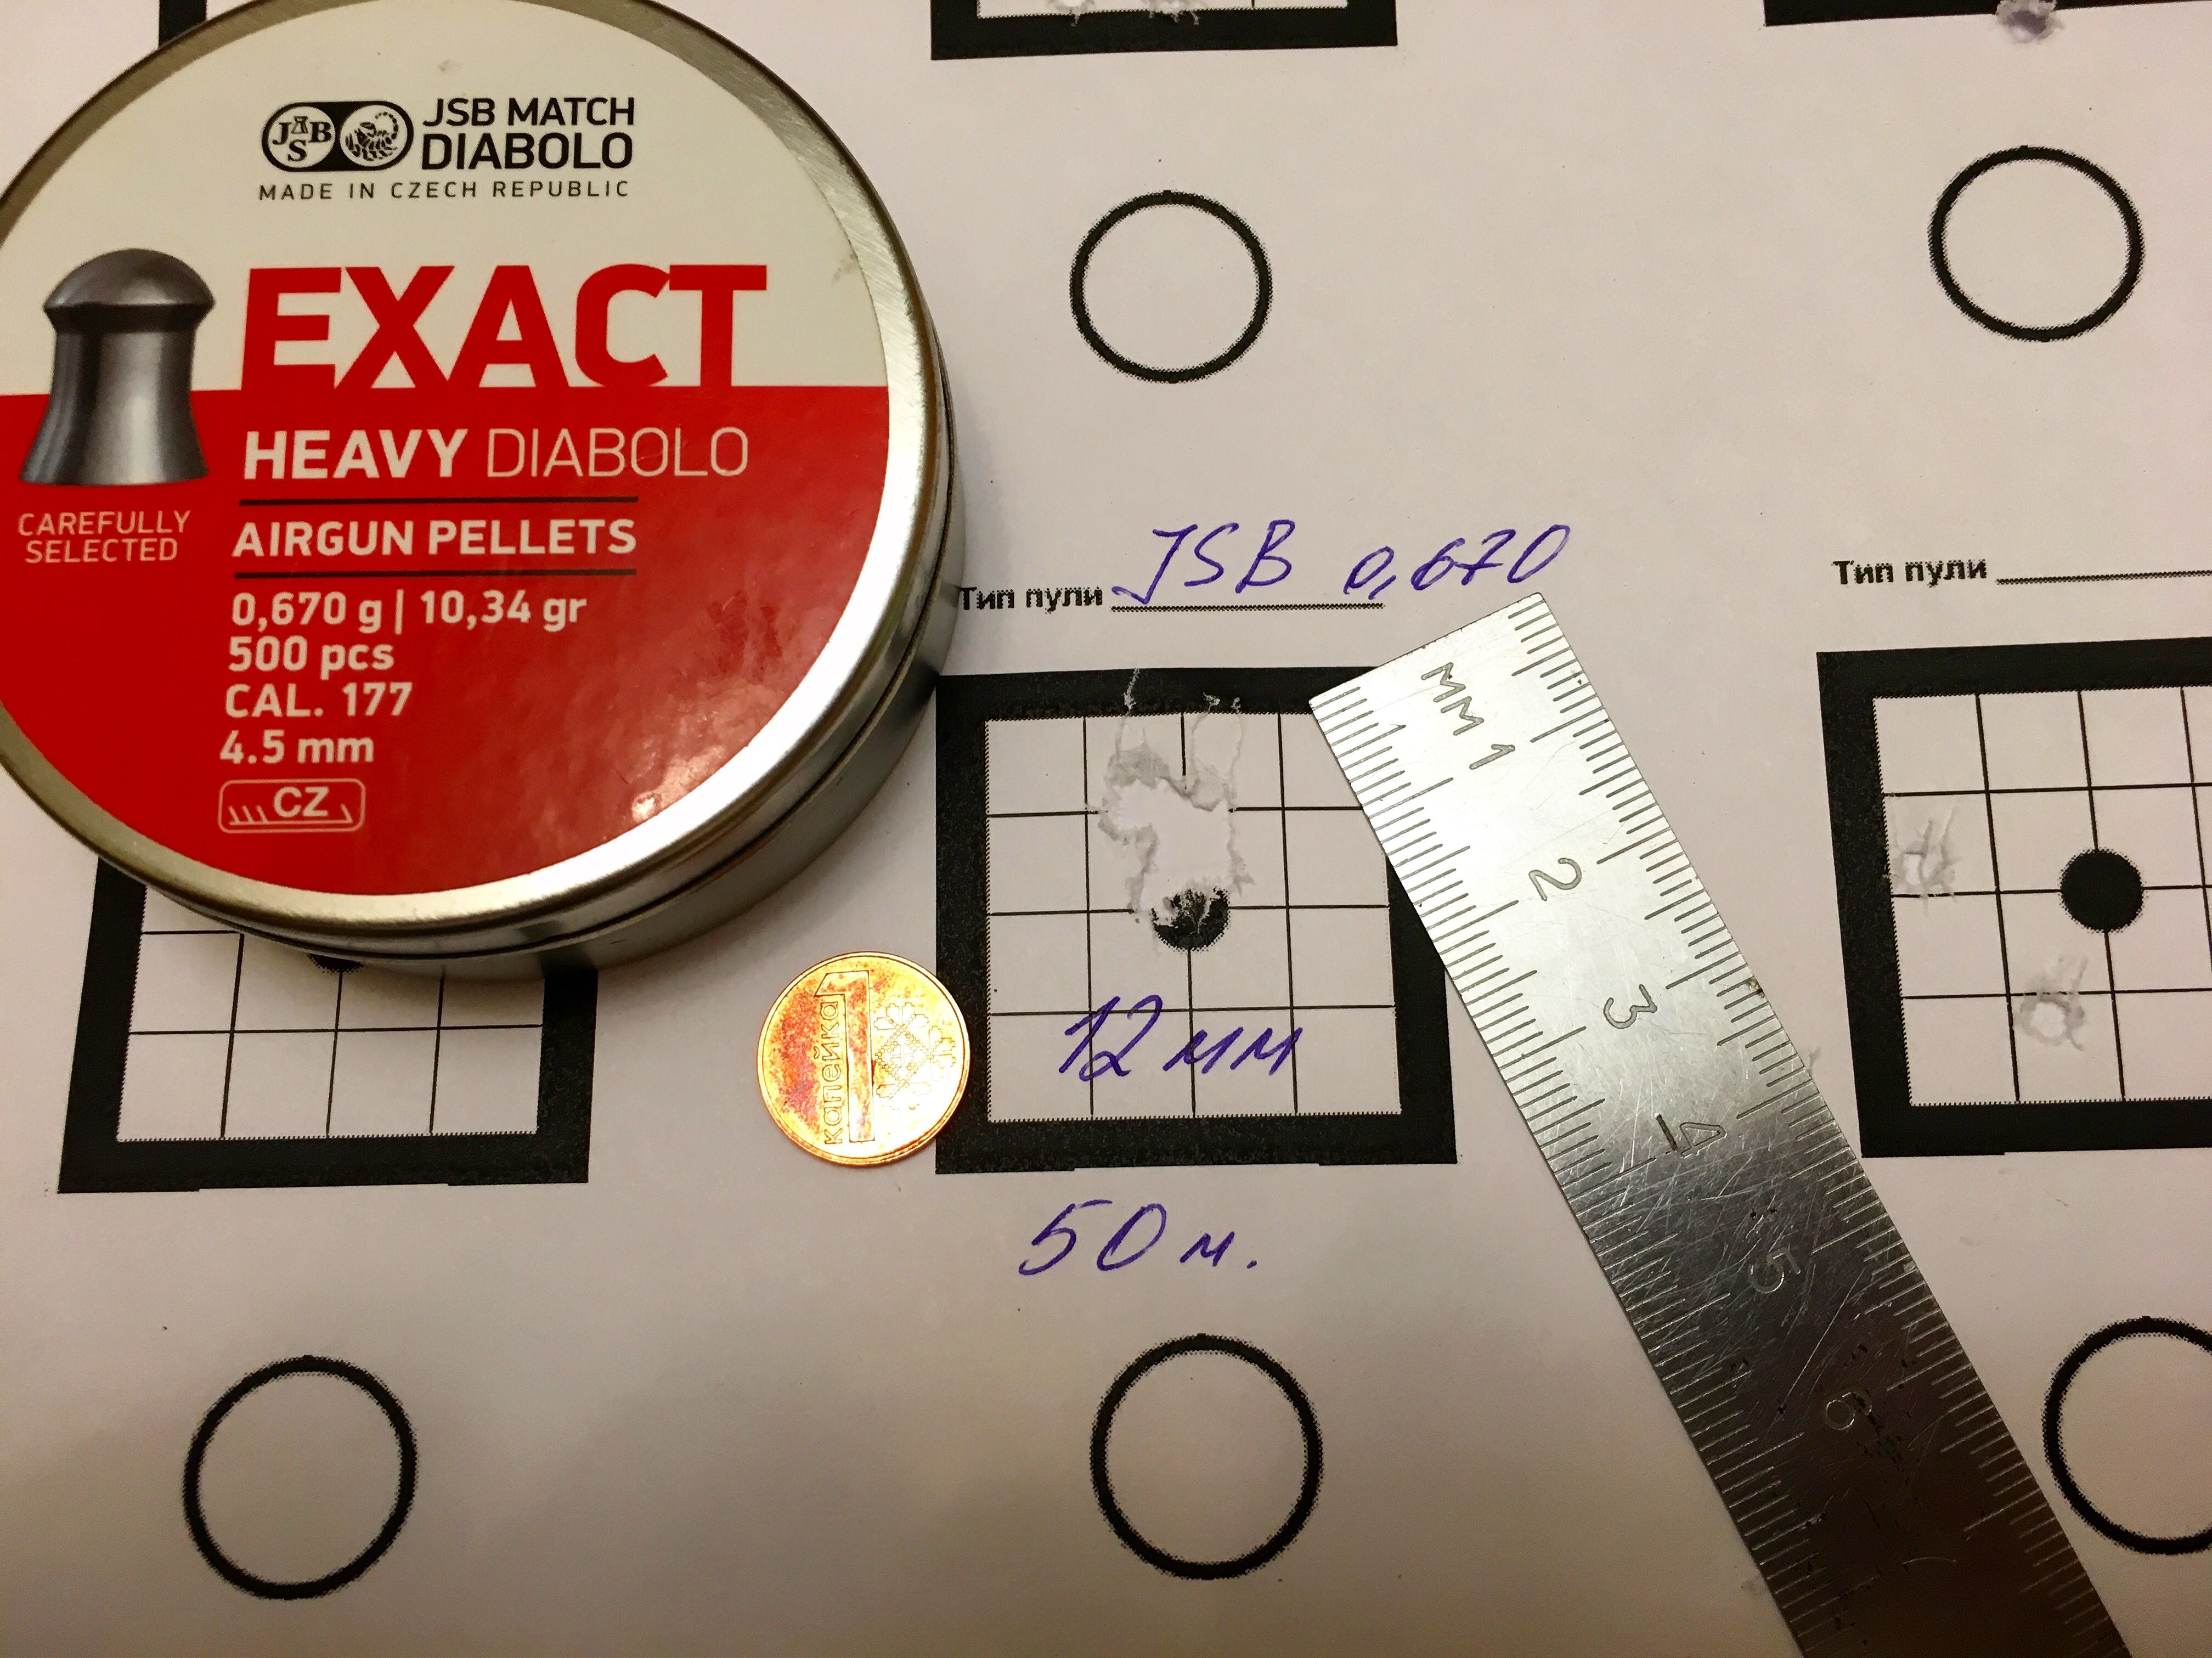 JSB
JSB MATCH
DIABOLO
MADE IN CZECH REPUBLIC
EXACT
HEAVY DIABOLO
CAREFULLY
SELECTED
AIRGUN PELLETS
0,670 g | 10,34 gr
500 pcs
CAL. 177
4.5 mm
CZ
Тип пули JSB 0,670
Тип пули
мм 1
2
3
4
5
6
1 капейка
12 мм
50 м.